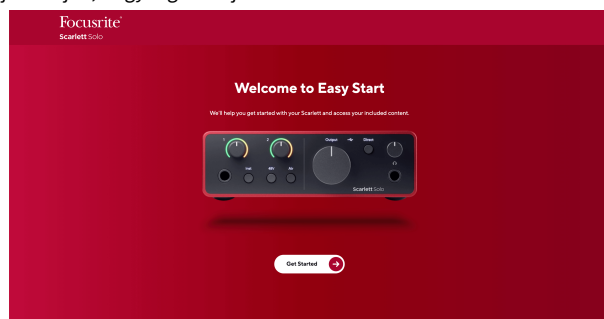 Focusrite®
Scarlett Solo
Welcome to Easy Start
We'll help you get started with your Scarlett and access your included content.
1
2
Output
Direct
Inst
48V
Air
Scarlett Solo
Get Started